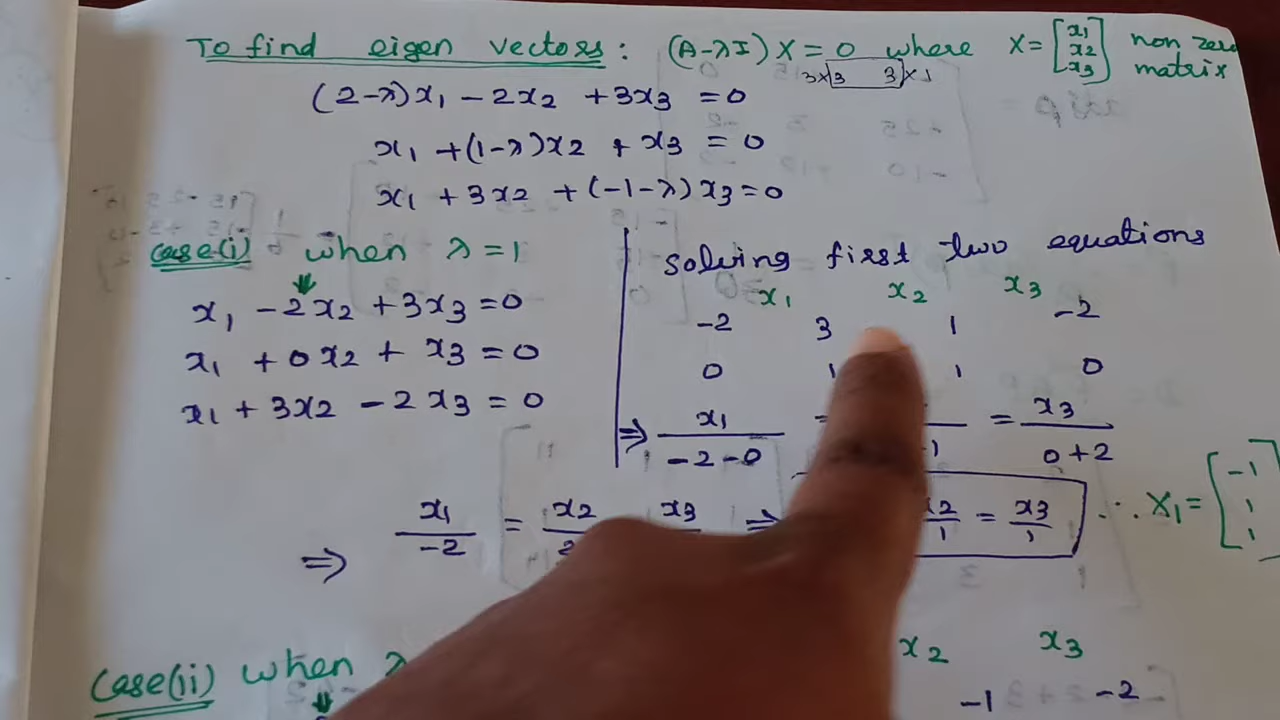 To find eigen vectors: (A-λI)X=0 where X=[x1 x2 x3] non zero matrix
3×3 3×1
(2-λ)x1 - 2x2 + 3x3 = 0
x1 + (1-λ)x2 + x3 = 0
x1 + 3x2 + (-1-λ)x3 = 0
case(i) when λ=1
x1 - 2x2 + 3x3 = 0
x1 + 0x2 + x3 = 0
x1 + 3x2 - 2x3 = 0
solving first two equations
x1 x2 x3
-2 3 1 -2
0 1 1 0
⇒ x1/-2-0 = = x3/0+2
⇒ x1/-2 = x2/ x3 ⇒ x2/1 = x3/1 ∴ X1 = [-1 1 1]
case(ii) when λ
x2 x3
-1 -2